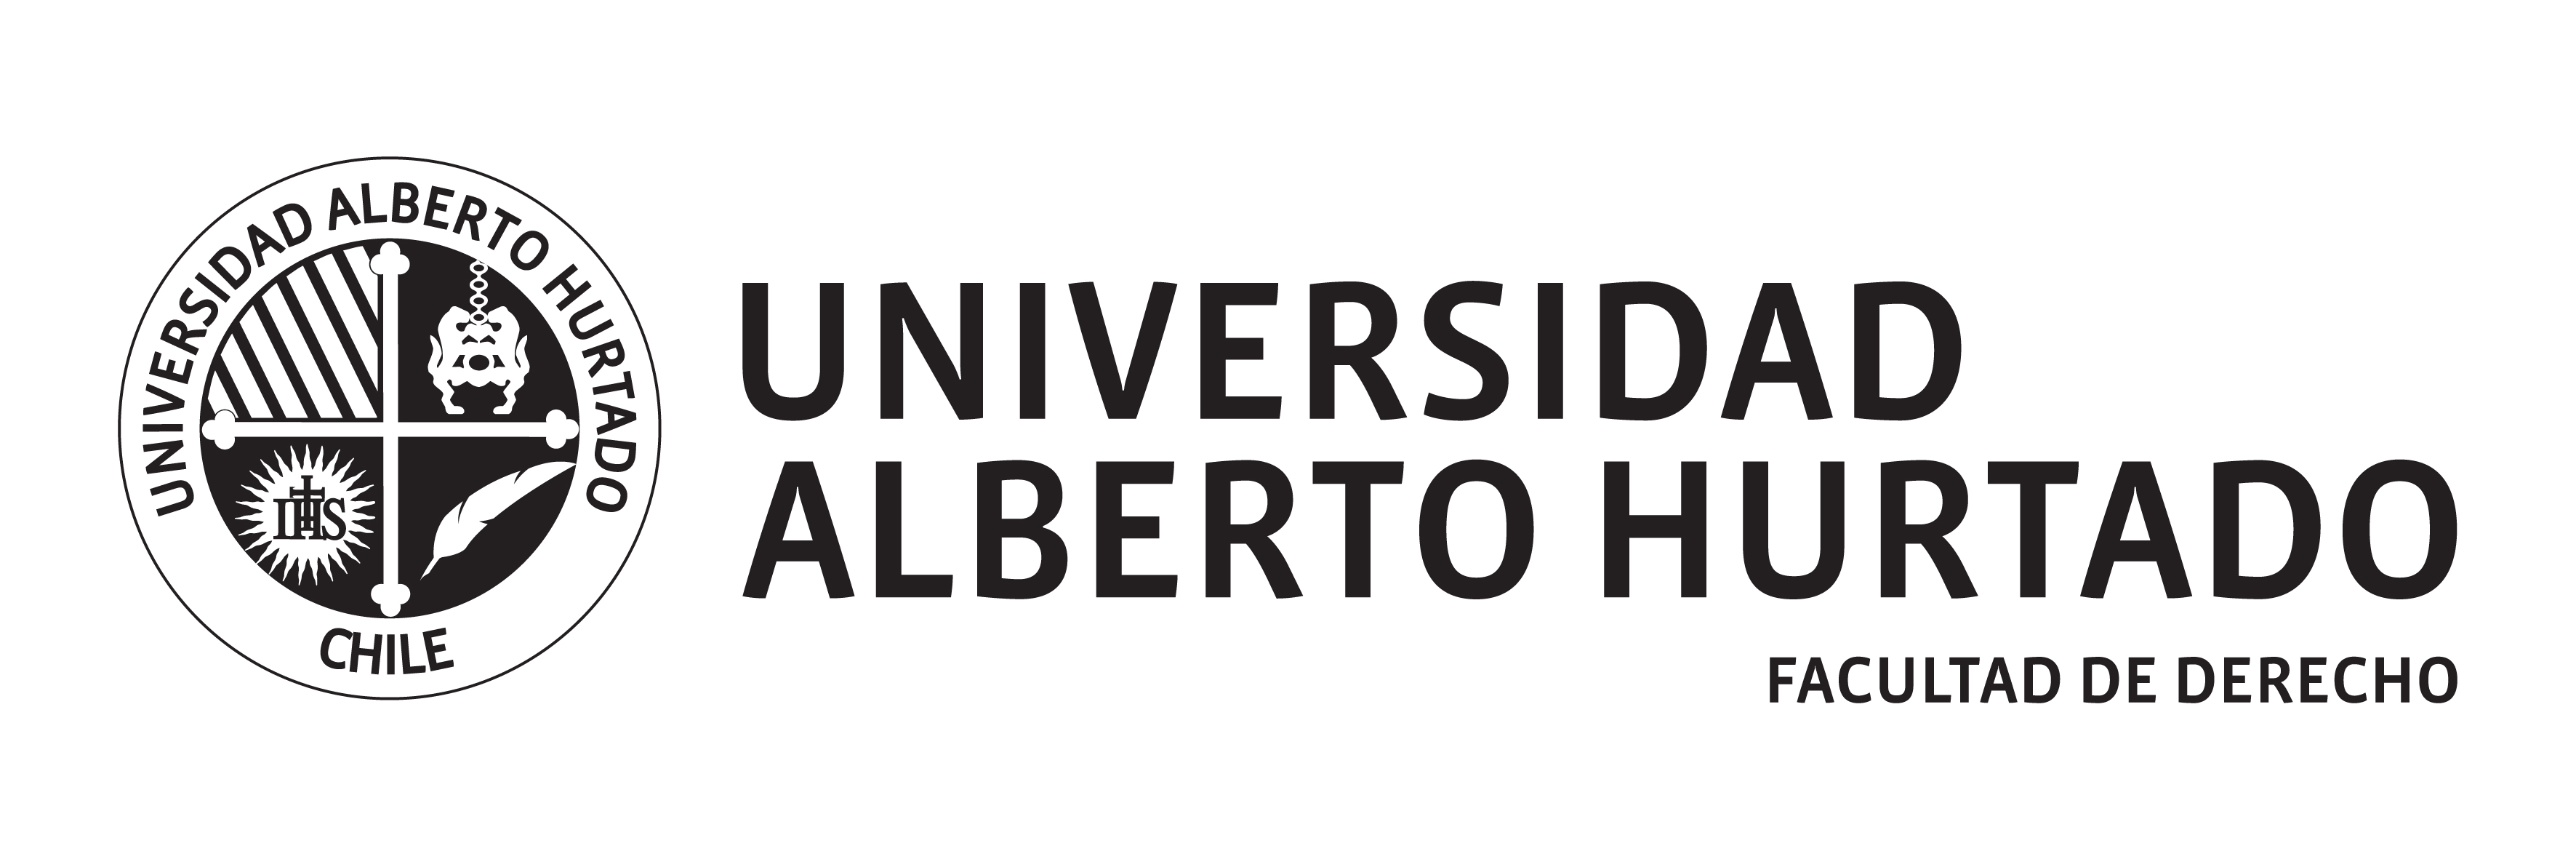 UNIVERSIDAD ALBERTO HURTADO
CHILE
IHS
UNIVERSIDAD
ALBERTO HURTADO
FACULTAD DE DERECHO